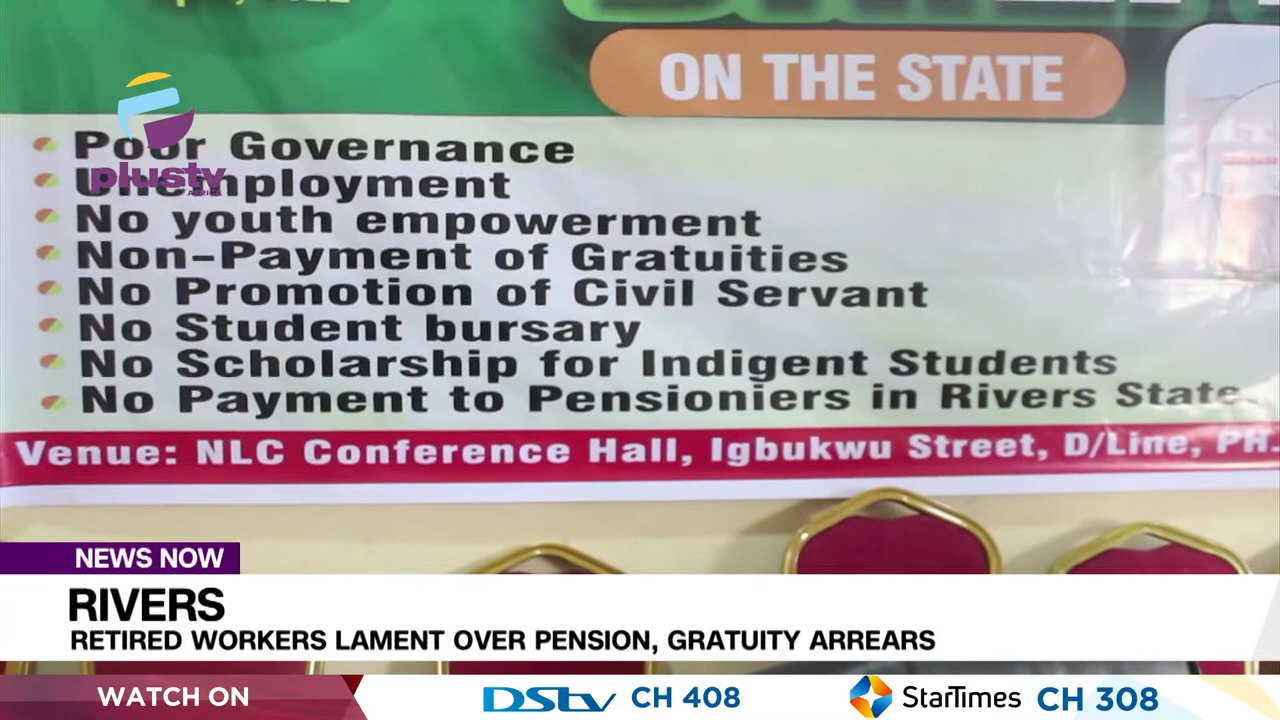 ON THE STATE
Poor Governance
Unemployment
No youth empowerment
Non-Payment of Gratuities
No Promotion of Civil Servant
No Student bursary
No Scholarship for Indigent Students
No Payment to Pensioniers in Rivers State.
Venue: NLC Conference Hall, Igbukwu Street, D/Line, PH.
plustv
NEWS NOW
RIVERS
RETIRED WORKERS LAMENT OVER PENSION, GRATUITY ARREARS
WATCH ON
DStv CH 408
StarTimes CH 308